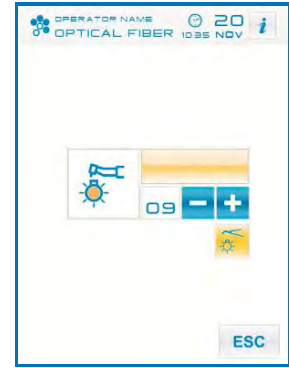 OPERATOR NAME
OPTICAL FIBER
10:35
20
NOV
i
09 - +
ESC